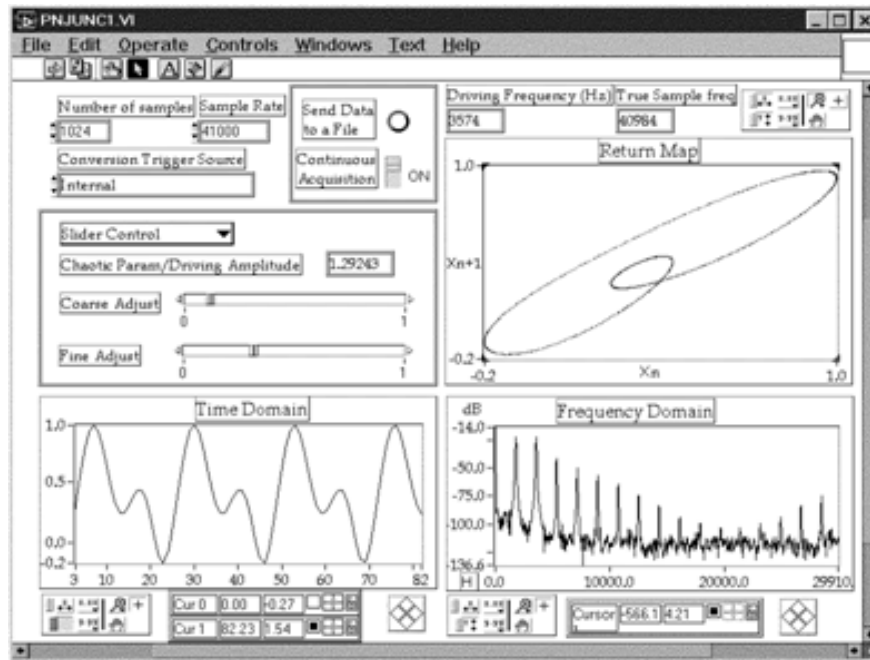 PNJUNC1.VI
File Edit Operate Controls Windows Text Help
Number of samples Sample Rate
1024 41000
Conversion Trigger Source
Internal
Send Data
to a File
Continuous
Acquisition ON
Driving Frequency (Hz) True Sample freq
3574 40984
Return Map
1.0
Xn+1
-0.2
-0.2 Xn 1.0
Slider Control
Chaotic Param/Driving Amplitude 1.29243
Coarse Adjust
0 1
Fine Adjust
0 1
Time Domain
1.0
0.5
0.0
-0.2
3 10 20 30 40 50 60 70 82
Cur 0 0.00 -0.27
Cur 1 82.23 1.54
dB Frequency Domain
-14.0
-50.0
-75.0
-100.0
-136.6
H 0.0 10000.0 20000.0 29910.
Cursor -566.1 4.21